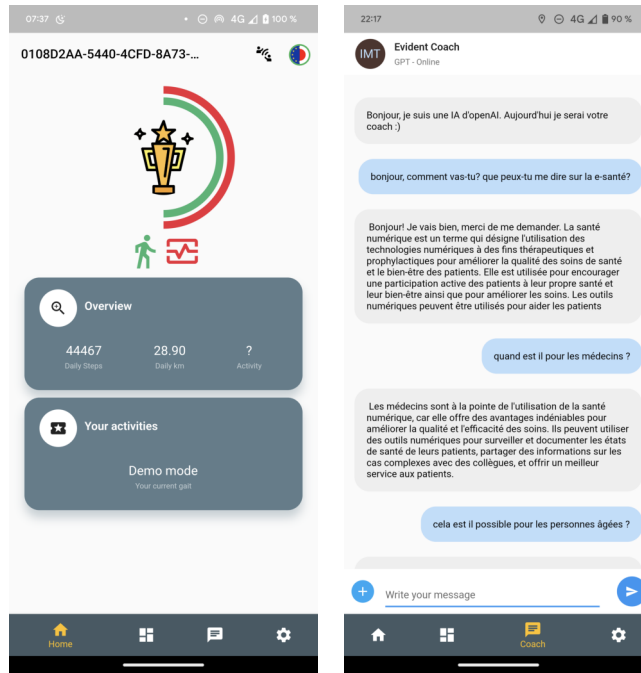 07:37 4G 100 %
0108D2AA-5440-4CFD-8A73-...
Overview
44467 28.90 ?
Daily Steps Daily km Activity
Your activities
Demo mode
Your current gait
Home
22:17 4G 90 %
IMT
Evident Coach
GPT - Online
Bonjour, je suis une IA d'openAI. Aujourd'hui je serai votre
coach :)
bonjour, comment vas-tu? que peux-tu me dire sur la e-santé?
Bonjour! Je vais bien, merci de me demander. La santé
numérique est un terme qui désigne l'utilisation des
technologies numériques à des fins thérapeutiques et
prophylactiques pour améliorer la qualité des soins de santé
et le bien-être des patients. Elle est utilisée pour encourager
une participation active des patients à leur propre santé et
leur bien-être ainsi que pour améliorer les soins. Les outils
numériques peuvent être utilisés pour aider les patients
quand est il pour les médecins ?
Les médecins sont à la pointe de l'utilisation de la santé
numérique, car elle offre des avantages indéniables pour
améliorer la qualité et l'efficacité des soins. Ils peuvent utiliser
des outils numériques pour surveiller et documenter les états
de santé de leurs patients, partager des informations sur les
cas complexes avec des collègues, et offrir un meilleur
service aux patients.
cela est il possible pour les personnes âgées ?
Write your message
Coach